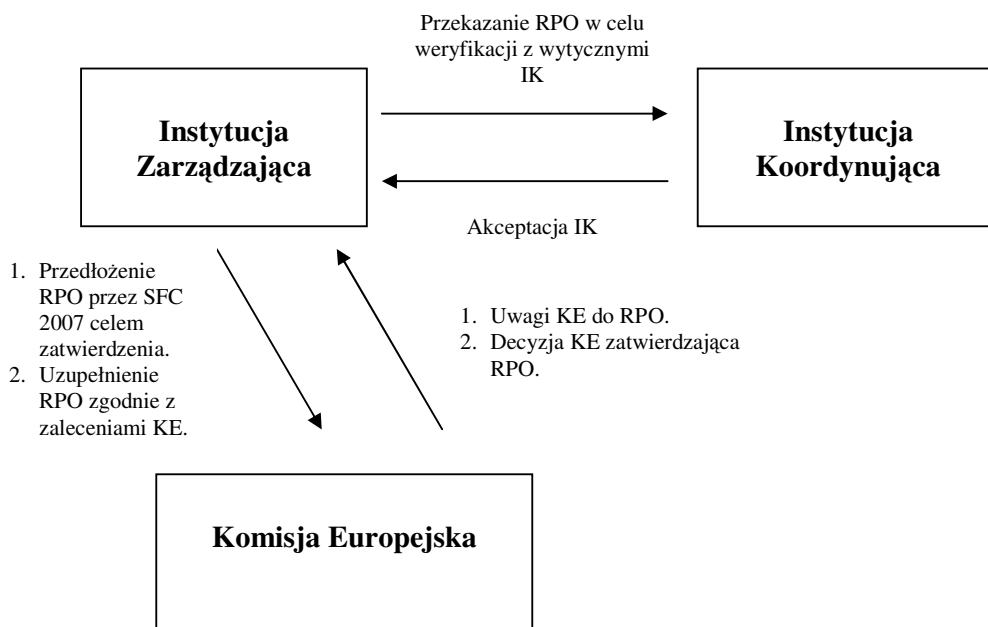 Przekazanie RPO w celu
weryfikacji z wytycznymi
IK
Instytucja
Zarządzająca
Instytucja
Koordynująca
Akceptacja IK
1. Przedłożenie
RPO przez SFC
2007 celem
zatwierdzenia.
2. Uzupełnienie
RPO zgodnie z
zaleceniami KE.
1. Uwagi KE do RPO.
2. Decyzja KE zatwierdzająca
RPO.
Komisja Europejska